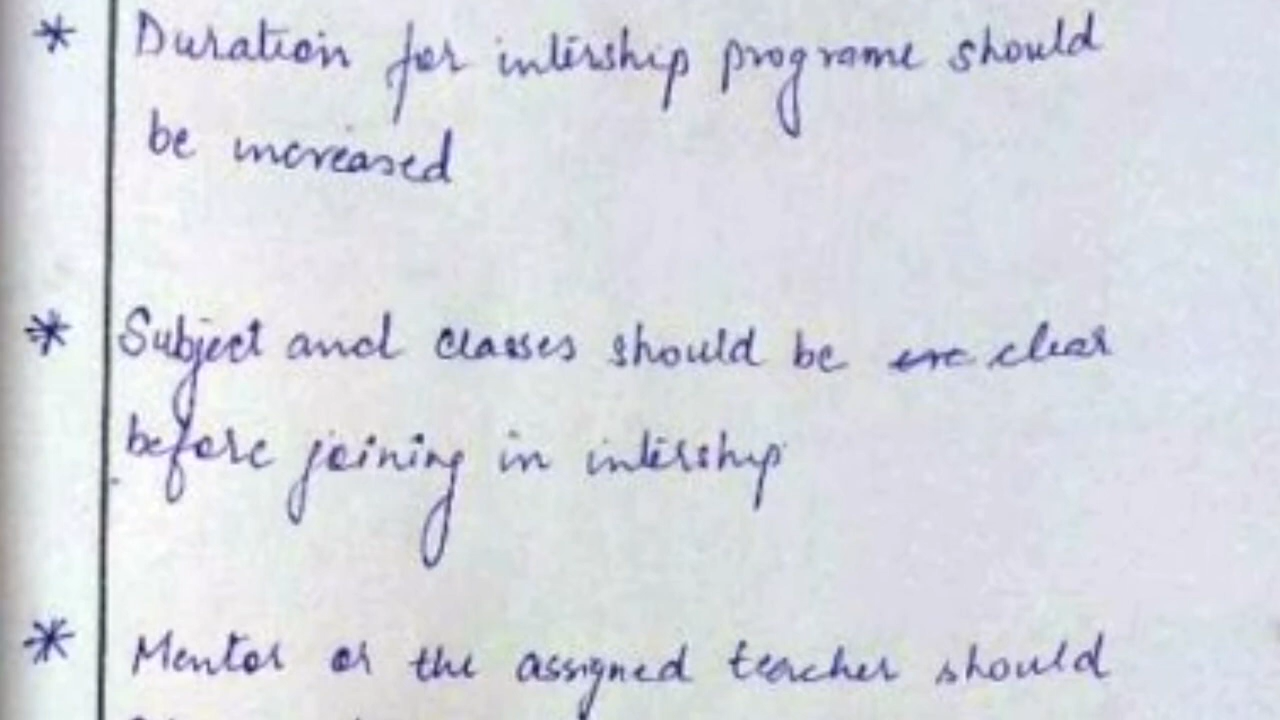 * Duration for intership programe should
be increased
* Subject and classes should be clear
before joining in intership
* Mentor or the assigned teacher should